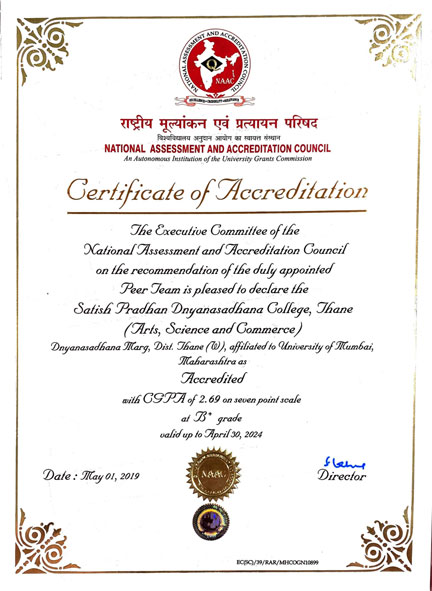 NATIONAL ASSESSMENT AND ACCREDITATION COUNCIL
NAAC
EXCELLENCE • CREDIBILITY • RELEVANCE
राष्ट्रीय मूल्यांकन एवं प्रत्यायन परिषद
विश्वविद्यालय अनुदान आयोग का स्वायत्त संस्थान
NATIONAL ASSESSMENT AND ACCREDITATION COUNCIL
An Autonomous Institution of the University Grants Commission
Certificate of Accreditation
The Executive Committee of the
National Assessment and Accreditation Council
on the recommendation of the duly appointed
Peer Team is pleased to declare the
Satish Pradhan Dnyanasadhana College, Thane
(Arts, Science and Commerce)
Dnyanasadhana Marg, Dist. Thane (W), affiliated to University of Mumbai,
Maharashtra as
Accredited
with CGPA of 2.69 on seven point scale
at B+ grade
valid up to April 30, 2024
Date : May 01, 2019
Director
NAAC
EC(SC)/39/RAR/MHCOGN10899